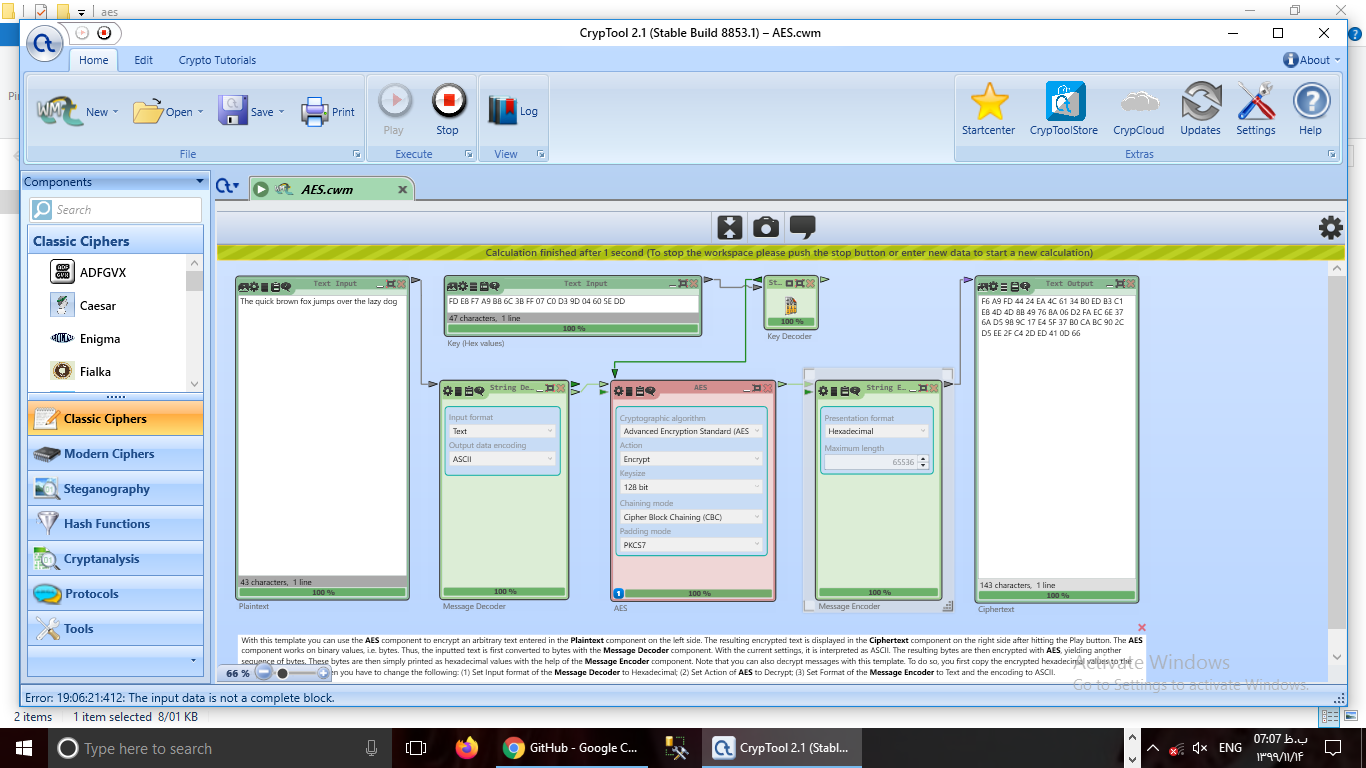 aes
CrypTool 2.1 (Stable Build 8853.1) – AES.cwm
Home Edit Crypto Tutorials About
New Open Save Print Play Stop Log Startcenter CrypToolStore CrypCloud Updates Settings Help
File Execute View Extras
Components
AES.cwm
Search
Classic Ciphers
ADFGVX
Caesar
Enigma
Fialka
Classic Ciphers
Modern Ciphers
Steganography
Hash Functions
Cryptanalysis
Protocols
Tools
Calculation finished after 1 second (To stop the workspace please push the stop button or enter new data to start a new calculation)
Text Input
The quick brown fox jumps over the lazy dog
43 characters, 1 line
100 %
Plaintext
Text Input
FD E8 F7 A9 B8 6C 3B FF 07 C0 D3 9D 04 60 5E DD
47 characters, 1 line
100 %
Key (Hex values)
St...
100 %
Key Decoder
String De...
Input format
Text
Output data encoding
ASCII
100 %
Message Decoder
AES
Cryptographic algorithm
Advanced Encryption Standard (AES
Action
Encrypt
Keysize
128 bit
Chaining mode
Cipher Block Chaining (CBC)
Padding mode
PKCS7
1
100 %
AES
String E...
Presentation format
Hexadecimal
Maximum length
65536
100 %
Message Encoder
Text Output
F6 A9 FD 44 24 EA 4C 61 34 B0 ED B3 C1
E8 4D 4D 8B 49 76 8A 06 D2 FA EC 6E 37
6A D5 98 9C 17 E4 5F 37 B0 CA BC 90 2C
D5 EE 2F C4 2D ED 41 0D 66
143 characters, 1 line
100 %
Ciphertext
With this template you can use the AES component to encrypt an arbitrary text entered in the Plaintext component on the left side. The resulting encrypted text is displayed in the Ciphertext component on the right side after hitting the Play button. The AES
component works on binary values, i.e. bytes. Thus, the inputted text is first converted to bytes with the Message Decoder component. With the current settings, it is interpreted as ASCII. The resulting bytes are then encrypted with AES, yielding another
sequence of bytes. These bytes are then simply printed as hexadecimal values with the help of the Message Encoder component. Note that you can also decrypt messages with this template. To do so, you first copy the encrypted hexadecimal values to the
you have to change the following: (1) Set Input format of the Message Decoder to Hexadecimal; (2) Set Action of AES to Decrypt; (3) Set Format of the Message Encoder to Text and the encoding to ASCII.
66 %
Activate Windows
Go to Settings to activate Windows.
Error: 19:06:21:412: The input data is not a complete block.
2 items 1 item selected 8/01 KB
Type here to search
GitHub - Google C...
CrypTool 2.1 (Stabl...
ENG
07:07 ب.ظ
۱۳۹۹/۱۱/۱۴